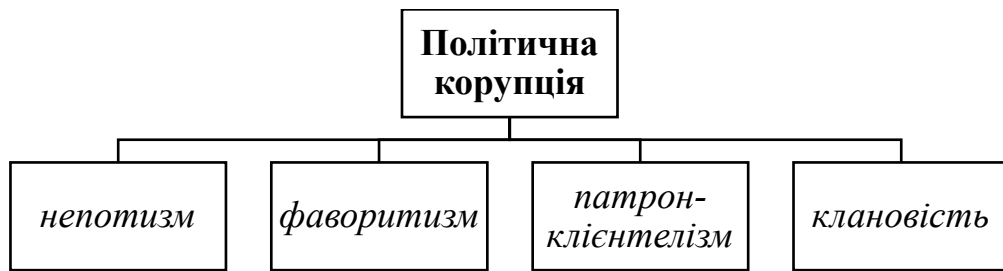 Політична
корупція
непотизм
фаворитизм
патрон-
клієнтелізм
клановість